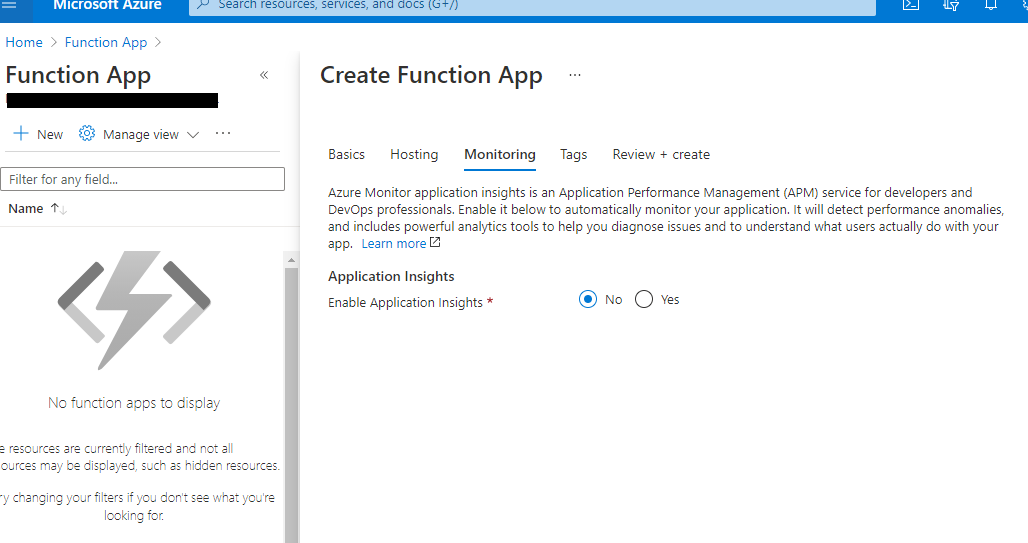 Microsoft Azure
Search resources, services, and docs (G+/)
Home > Function App >
Function App
«
Create Function App
...
+ New
Manage view
...
Basics
Hosting
Monitoring
Tags
Review + create
Filter for any field...
Name ↑↓
Azure Monitor application insights is an Application Performance Management (APM) service for developers and
DevOps professionals. Enable it below to automatically monitor your application. It will detect performance anomalies,
and includes powerful analytics tools to help you diagnose issues and to understand what users actually do with your
app. Learn more
Application Insights
Enable Application Insights *
No
Yes
No function apps to display
e resources are currently filtered and not all
ources may be displayed, such as hidden resources.
ry changing your filters if you don't see what you're
looking for.